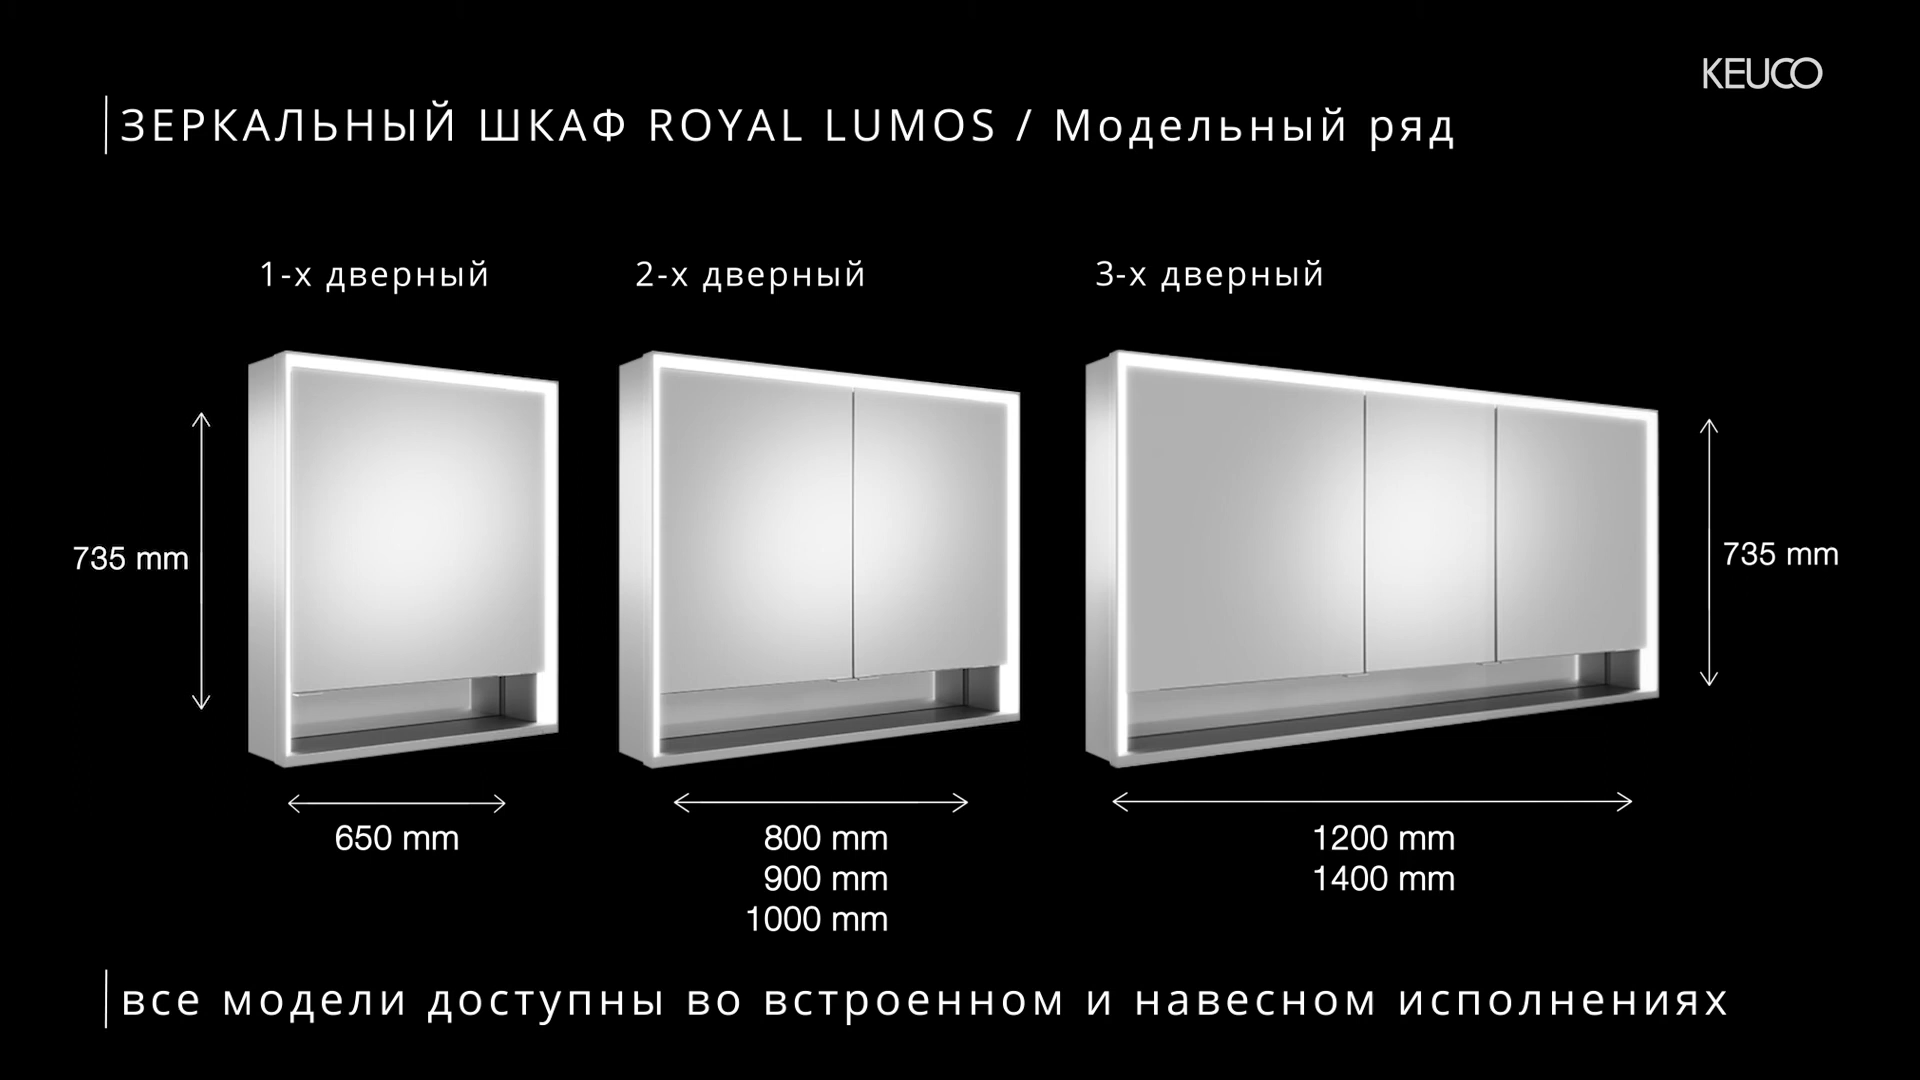 KEUCO
ЗЕРКАЛЬНЫЙ ШКАФ ROYAL LUMOS / Модельный ряд
1-х дверный
2-х дверный
3-х дверный
735 mm
735 mm
650 mm
800 mm
900 mm
1000 mm
1200 mm
1400 mm
все модели доступны во встроенном и навесном исполнениях